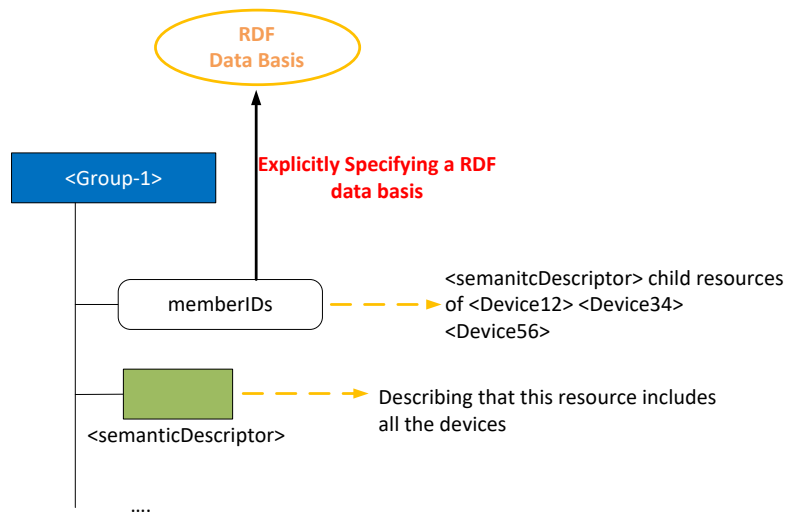 RDF
Data Basis
Explicitly Specifying a RDF
data basis
<Group-1>
memberIDs
<semanitcDescriptor> child resources
of <Device12> <Device34>
<Device56>
Describing that this resource includes
all the devices
<semanticDescriptor>
....